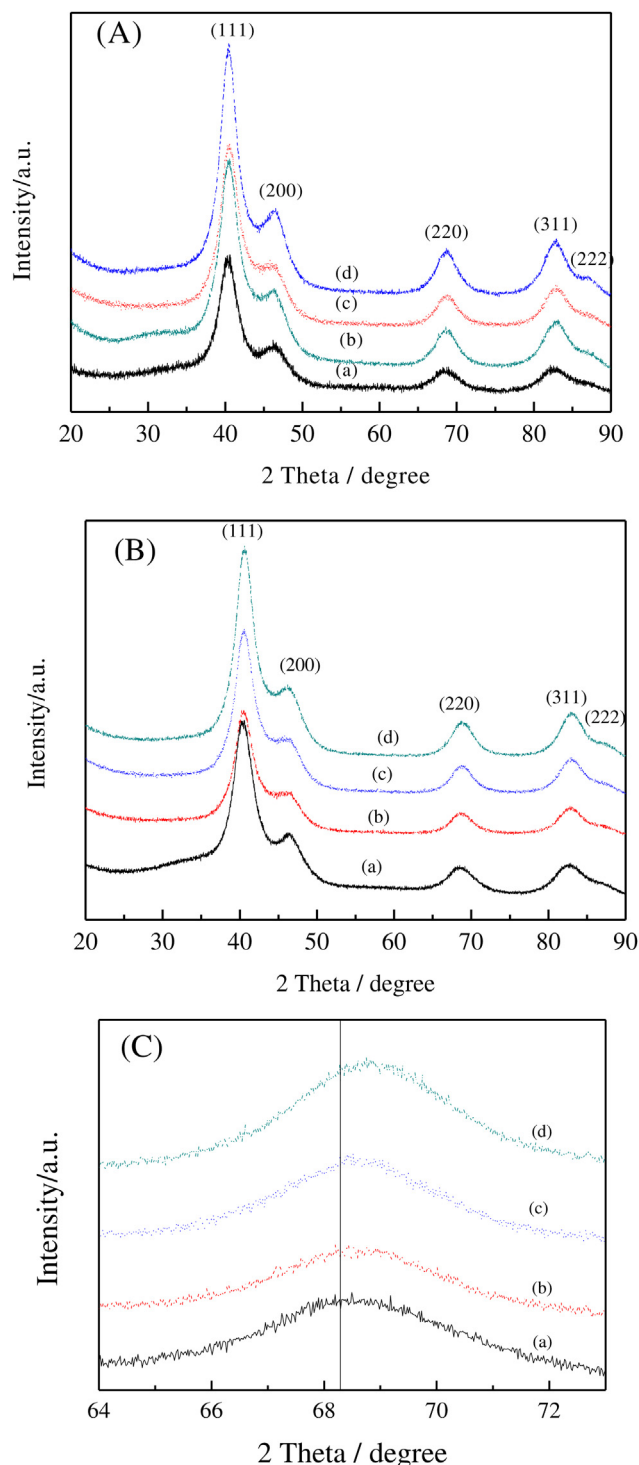 (A)
(111)
(200)
(220)
(311)
(222)
(d)
(c)
(b)
(a)
Intensity/a.u.
20 30 40 50 60 70 80 90
2 Theta / degree
(B)
(111)
(200)
(220)
(311)
(222)
(d)
(c)
(b)
(a)
Intensity/a.u.
20 30 40 50 60 70 80 90
2 Theta / degree
(C)
(d)
(c)
(b)
(a)
Intensity/a.u.
64 66 68 70 72
2 Theta / degree